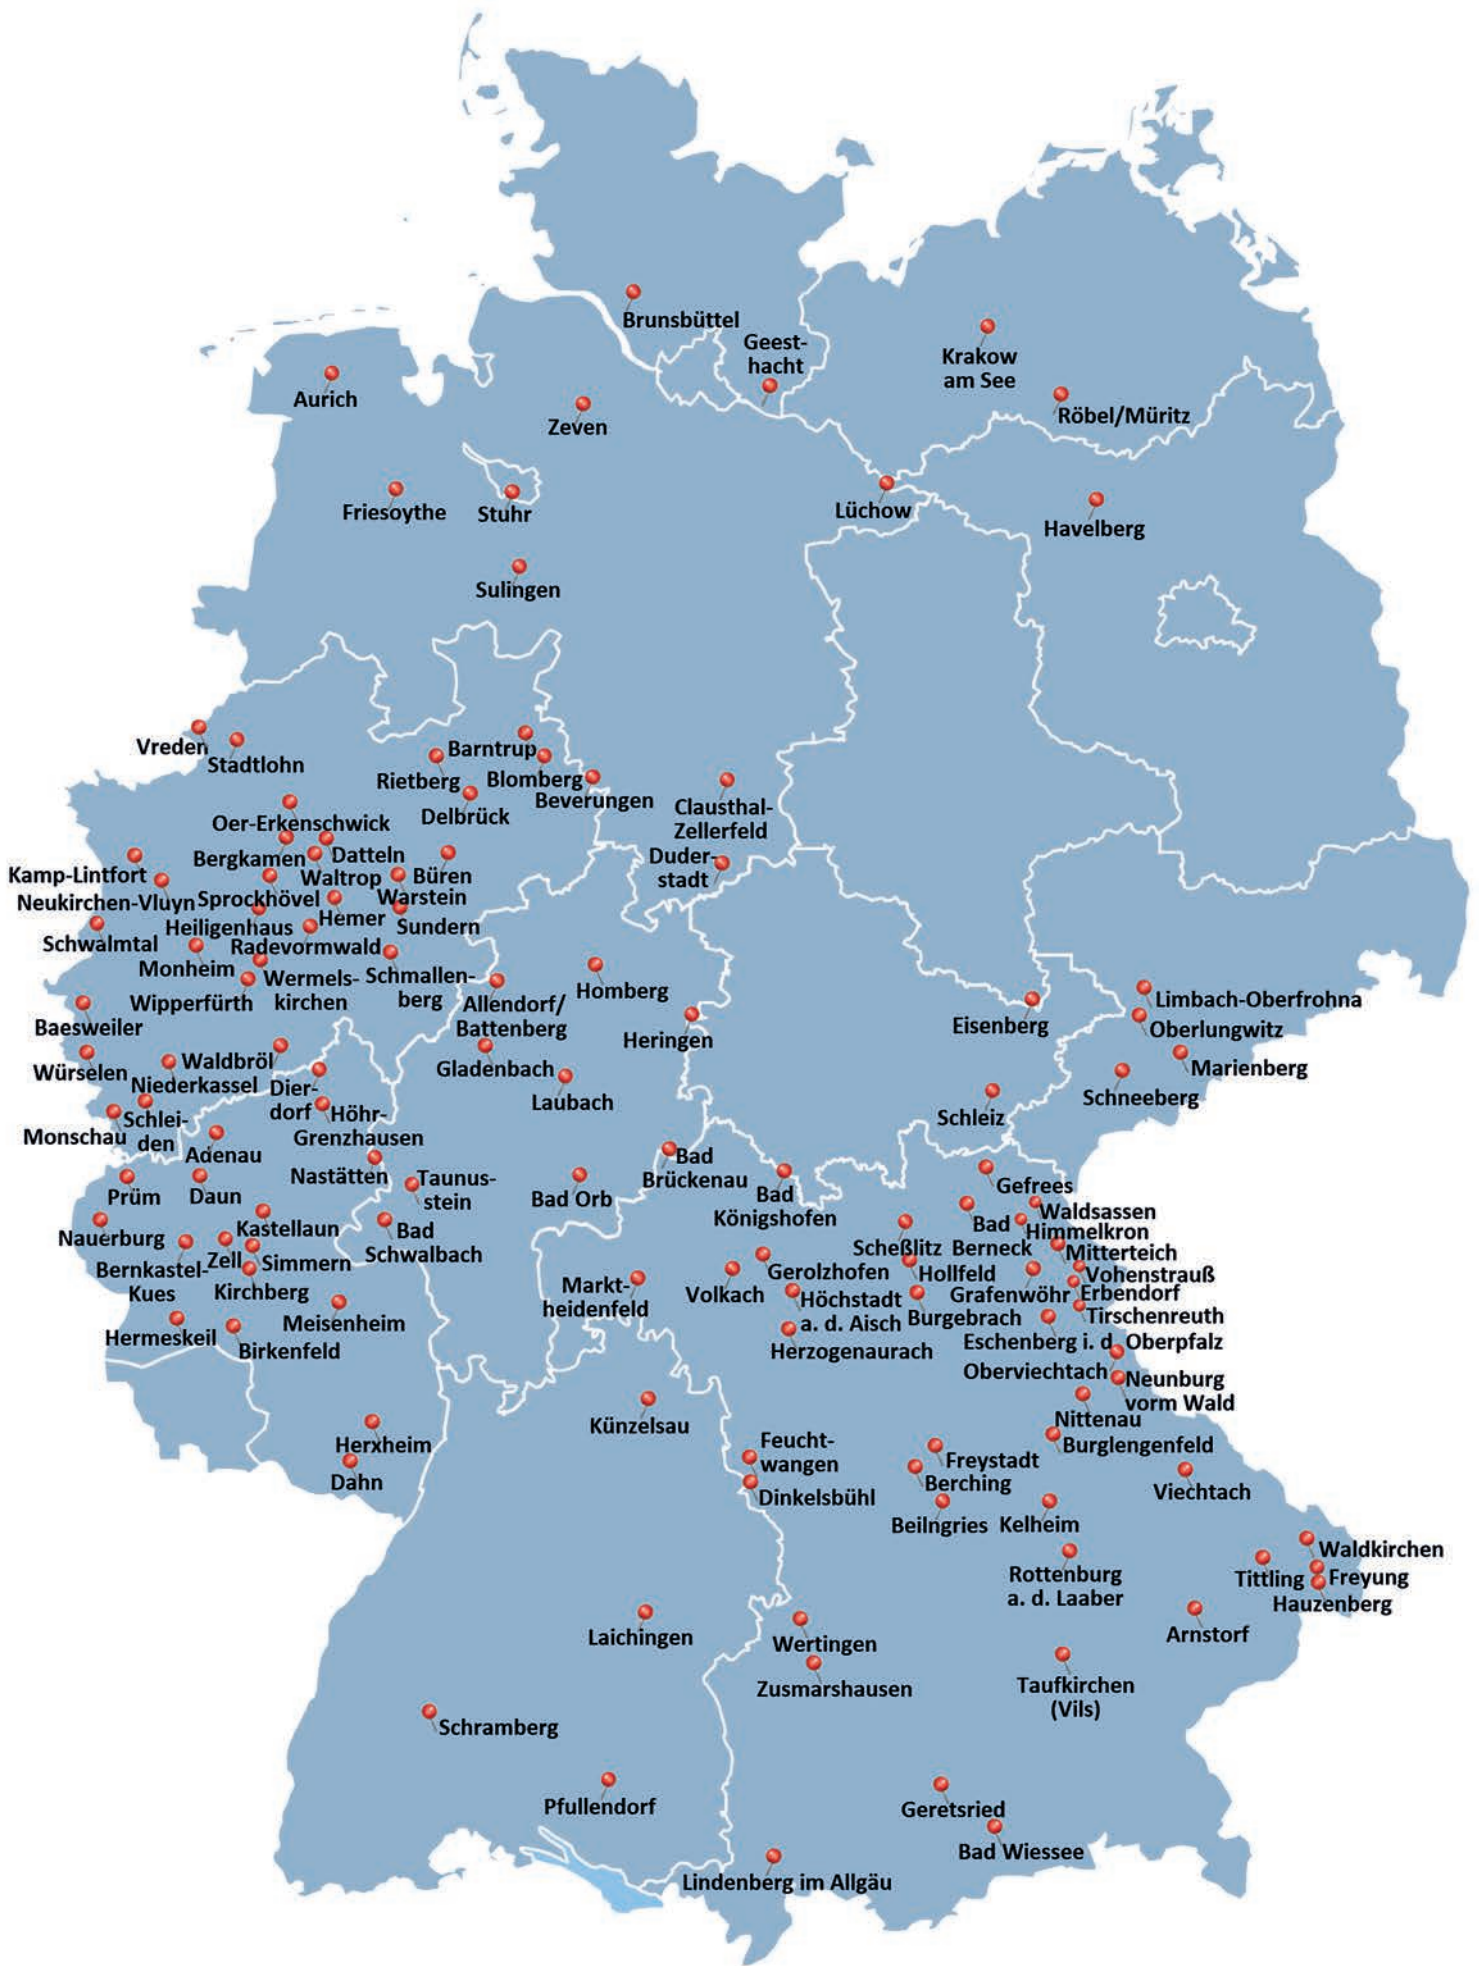 Brunsbüttel
Geest-
hacht
Krakow
am See
Aurich
Röbel/Müritz
Zeven
Friesoythe
Stuhr
Lüchow
Havelberg
Sulingen
Vreden
Stadtlohn
Barntrup
Rietberg
Blomberg
Beverungen
Delbrück
Clausthal-
Zellerfeld
Oer-Erkenschwick
Bergkamen
Datteln
Duder-
stadt
Kamp-Lintfort
Waltrop
Büren
Neukirchen-Vluyn
Sprockhövel
Warstein
Heiligenhaus
Hemer
Sundern
Schwalmtal
Radevormwald
Monheim
Wermels-
kirchen
Schmallen-
berg
Wipperfürth
Allendorf/
Battenberg
Homberg
Baesweiler
Heringen
Eisenberg
Limbach-Oberfrohna
Oberlungwitz
Würselen
Waldbröl
Niederkassel
Gladenbach
Marienberg
Dier-
dorf
Laubach
Schneeberg
Höhr-
Grenzhausen
Schleiz
Monschau
Schlei-
den
Adenau
Nastätten
Taunus-
stein
Bad Orb
Bad
Brückenau
Bad
Königshofen
Prüm
Daun
Gefrees
Nauerburg
Kastellaun
Bad
Schwalbach
Waldsassen
Bad
Berneck
Himmelkron
Scheßlitz
Mitterteich
Bernkastel-
Kues
Zell
Simmern
Gerolzhofen
Hollfeld
Vohenstrauß
Kirchberg
Markt-
heidenfeld
Volkach
Höchstadt
a. d. Aisch
Grafenwöhr
Erbendorf
Burgebrach
Tirschenreuth
Hermeskeil
Meisenheim
Birkenfeld
Herzogenaurach
Eschenberg i. d. Oberpfalz
Oberviechtach
Neunburg
vorm Wald
Künzelsau
Nittenau
Herxheim
Feucht-
wangen
Burglengenfeld
Freystadt
Dahn
Berching
Viechtach
Dinkelsbühl
Beilngries
Kelheim
Waldkirchen
Rottenburg
a. d. Laaber
Tittling
Freyung
Hauzenberg
Laichingen
Wertingen
Arnstorf
Zusmarshausen
Taufkirchen
(Vils)
Schramberg
Pfullendorf
Geretsried
Bad Wiessee
Lindenberg im Allgäu